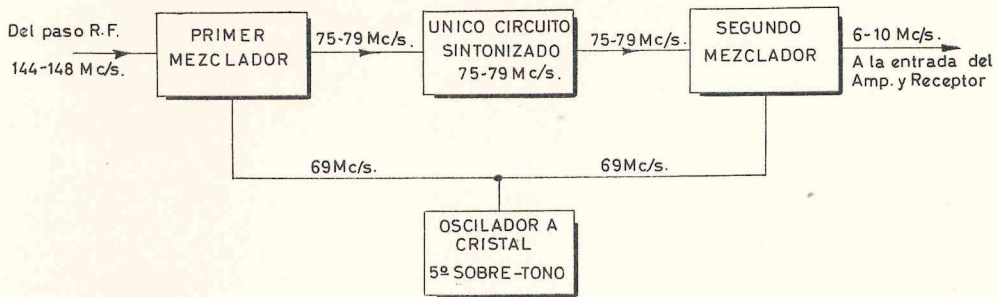 Del paso R.F.
144-148 Mc/s.
PRIMER
MEZCLADOR
75-79 Mc/s.
UNICO CIRCUITO
SINTONIZADO
75-79 Mc/s.
75-79 Mc/s.
SEGUNDO
MEZCLADOR
6-10 Mc/s.
A la entrada del
Amp. y Receptor
69Mc/s.
69Mc/s.
OSCILADOR A
CRISTAL
5º SOBRE-TONO